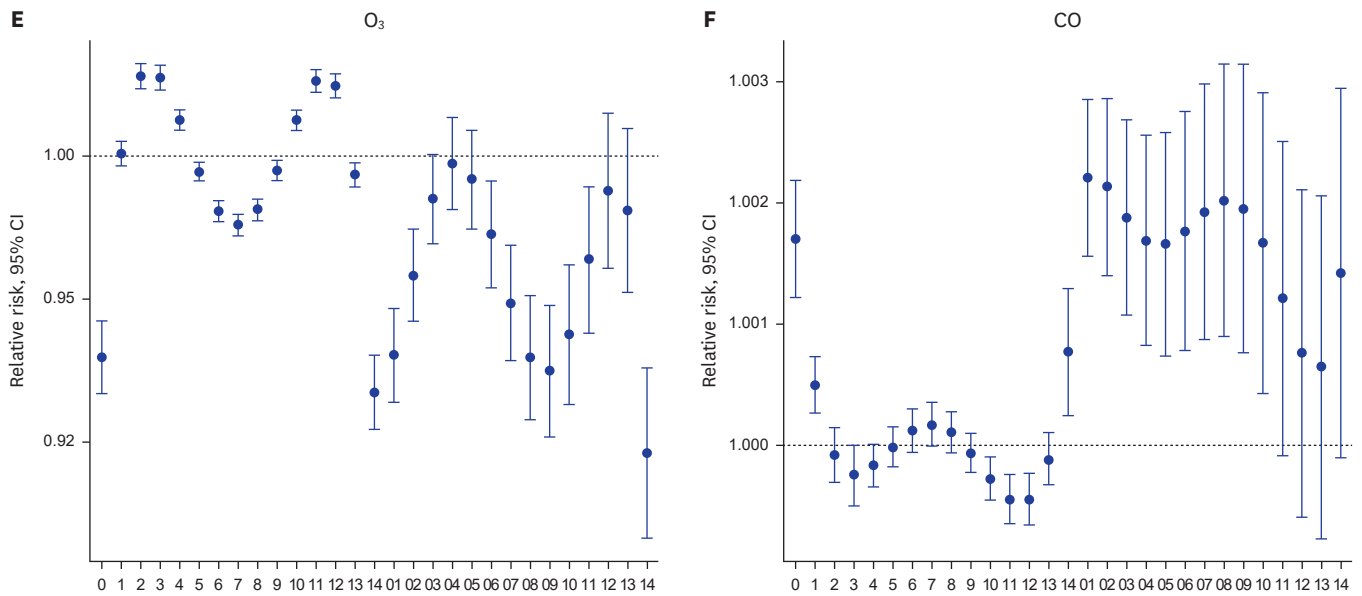 E
O₃
Relative risk, 95% CI
1.00
0.95
0.92
0 1 2 3 4 5 6 7 8 9 10 11 12 13 14 01 02 03 04 05 06 07 08 09 10 11 12 13 14
F
CO
Relative risk, 95% CI
1.003
1.002
1.001
1.000
0 1 2 3 4 5 6 7 8 9 10 11 12 13 14 01 02 03 04 05 06 07 08 09 10 11 12 13 14